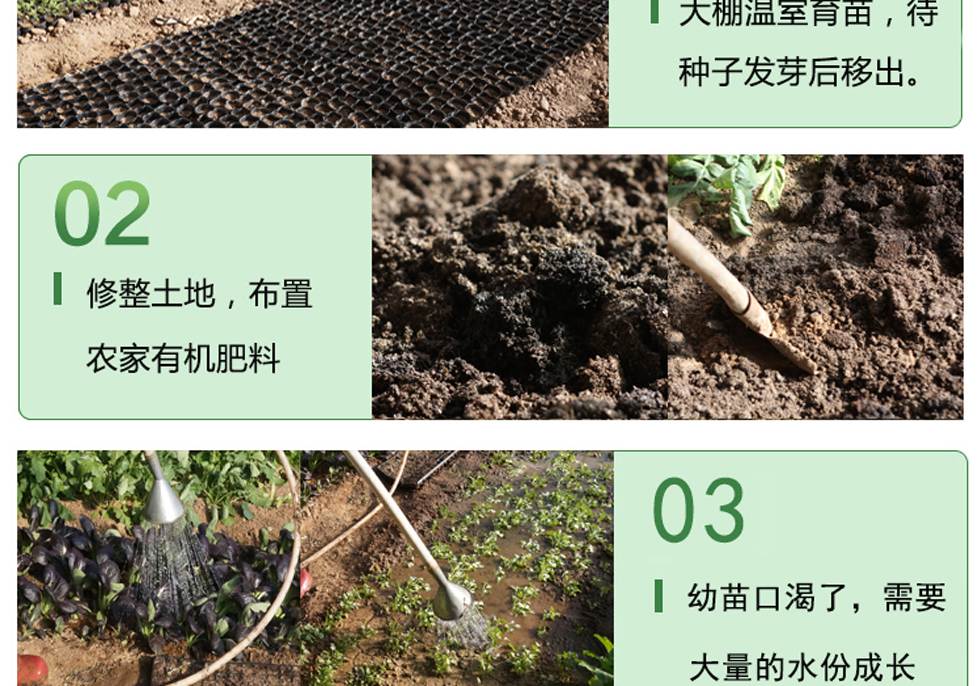 大棚温室育苗，待
种子发芽后移出。
02
修整土地，布置
农家有机肥料
03
幼苗口渴了，需要
大量的水份成长